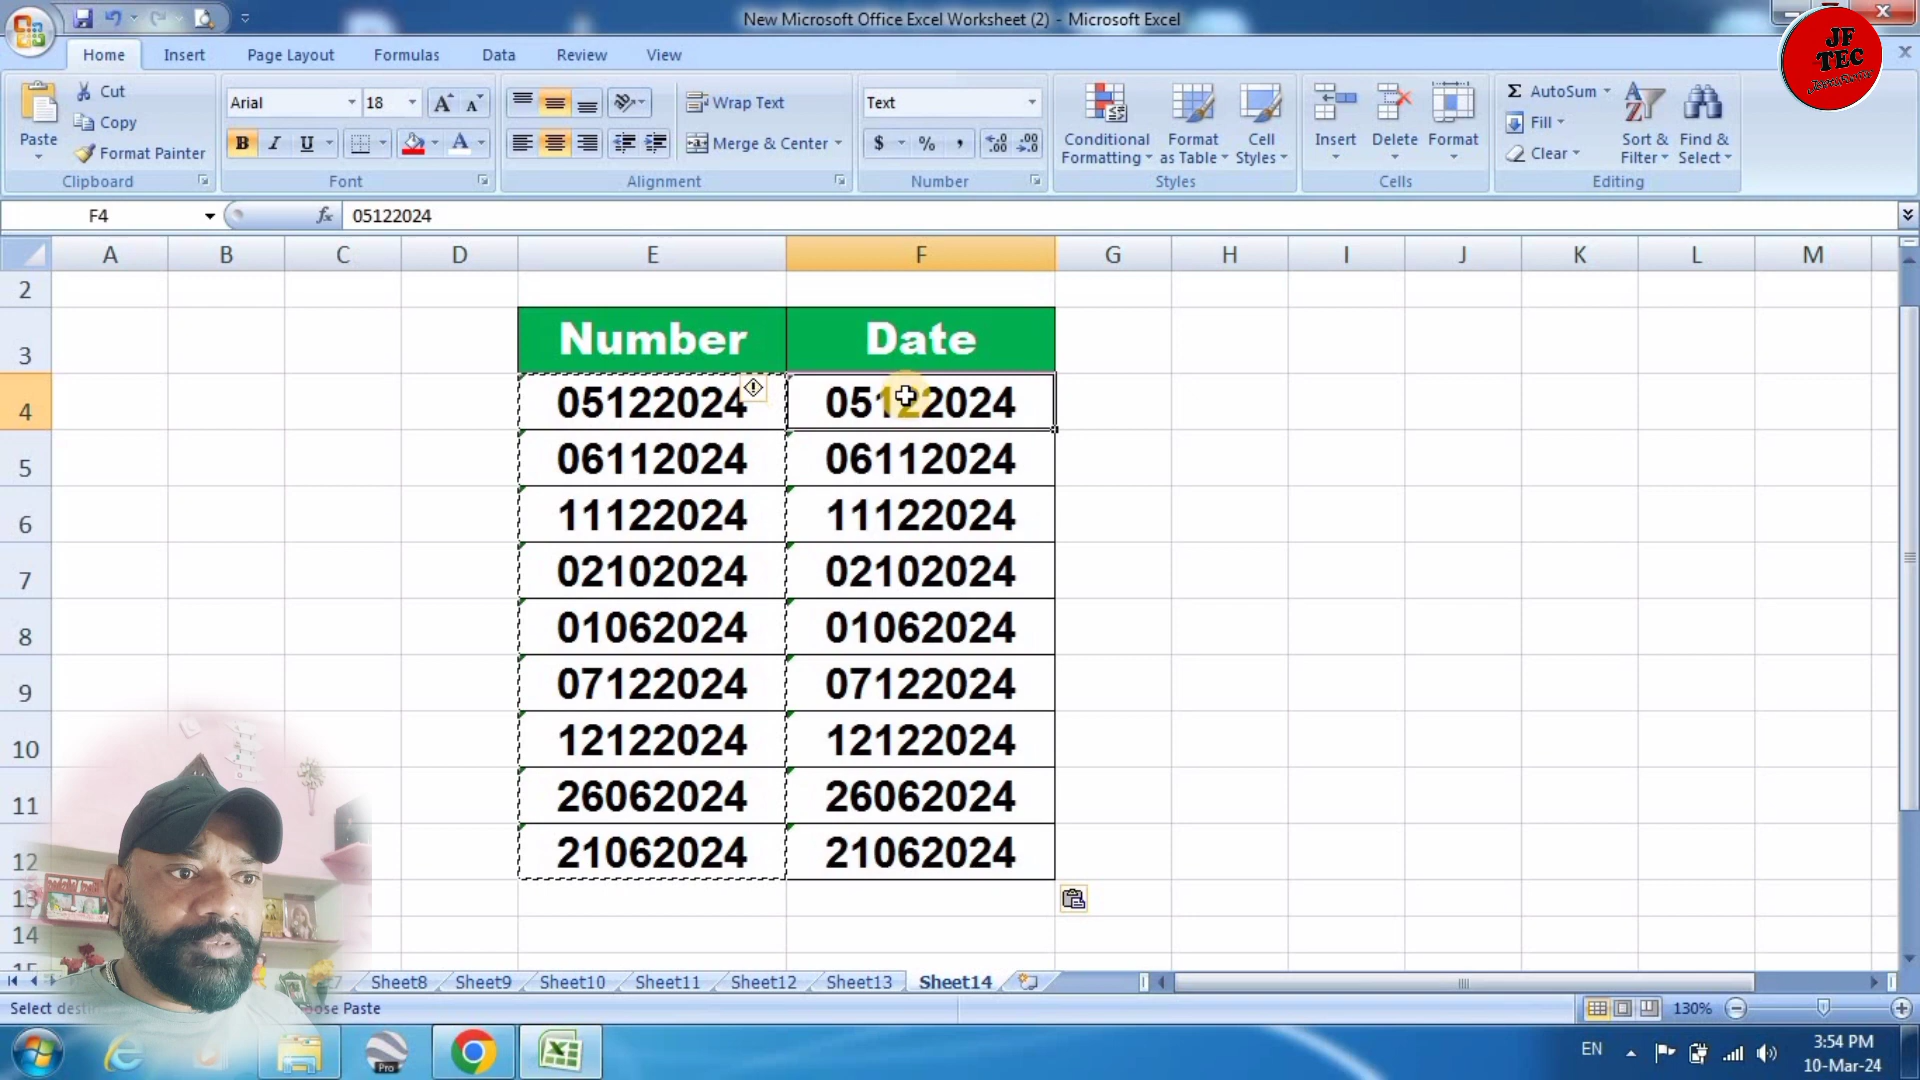 New Microsoft Office Excel Worksheet (2) - Microsoft Excel
JF
TEC
Home Insert Page Layout Formulas Data Review View
Paste
Cut
Copy
Format Painter
Clipboard
Arial 18
B I U
Font
Wrap Text
Merge & Center
Alignment
Text
$ % ,
Number
Conditional Formatting
Format as Table
Cell Styles
Styles
Insert Delete Format
Cells
AutoSum
Fill
Clear
Sort & Filter
Find & Select
Editing
F4 fx 05122024
A B C D E F G H I J K L M
2
3 Number Date
4 05122024 05122024
5 06112024 06112024
6 11122024 11122024
7 02102024 02102024
8 01062024 01062024
9 07122024 07122024
10 12122024 12122024
11 26062024 26062024
12 21062024 21062024
13
14
Sheet8 Sheet9 Sheet10 Sheet11 Sheet12 Sheet13 Sheet14
Select Paste 130%
Pro
EN 3:54 PM
10-Mar-24